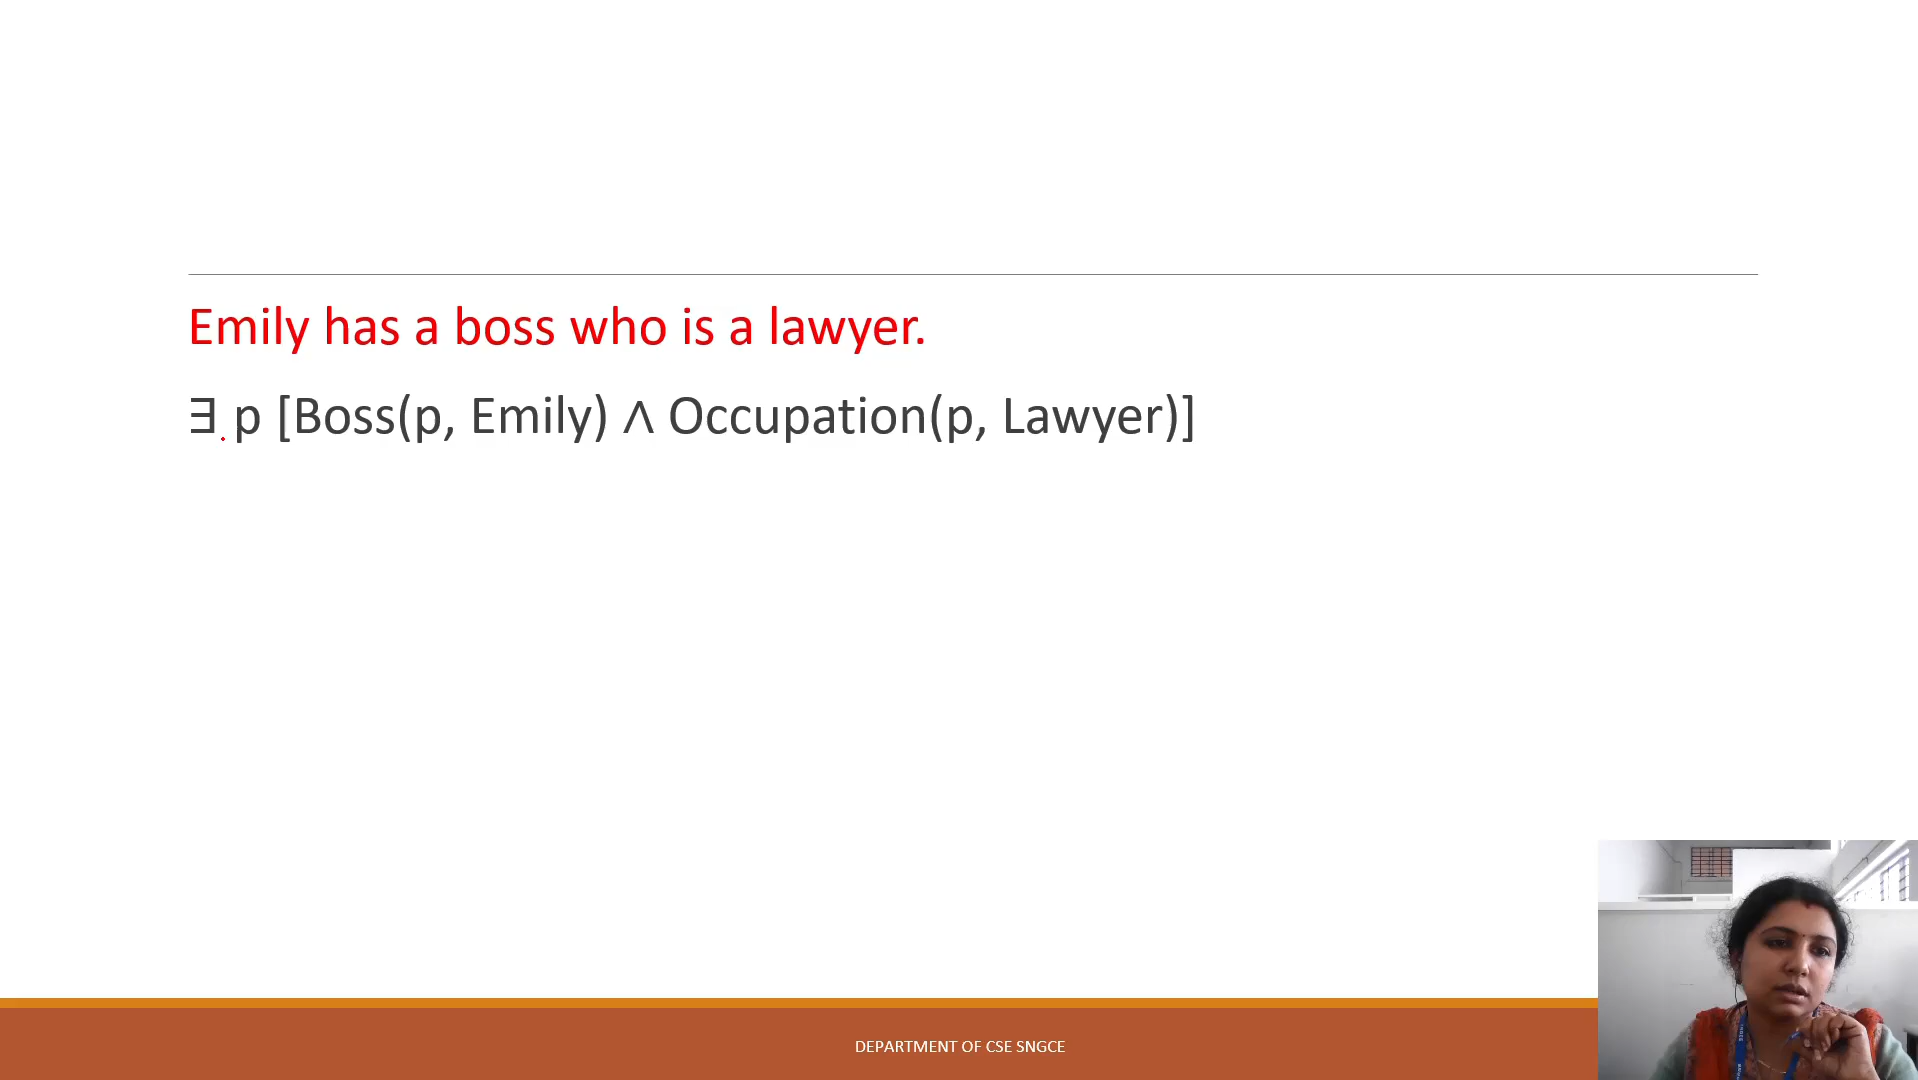 Emily has a boss who is a lawyer.
∃ p [Boss(p, Emily) ∧ Occupation(p, Lawyer)]
DEPARTMENT OF CSE SNGCE